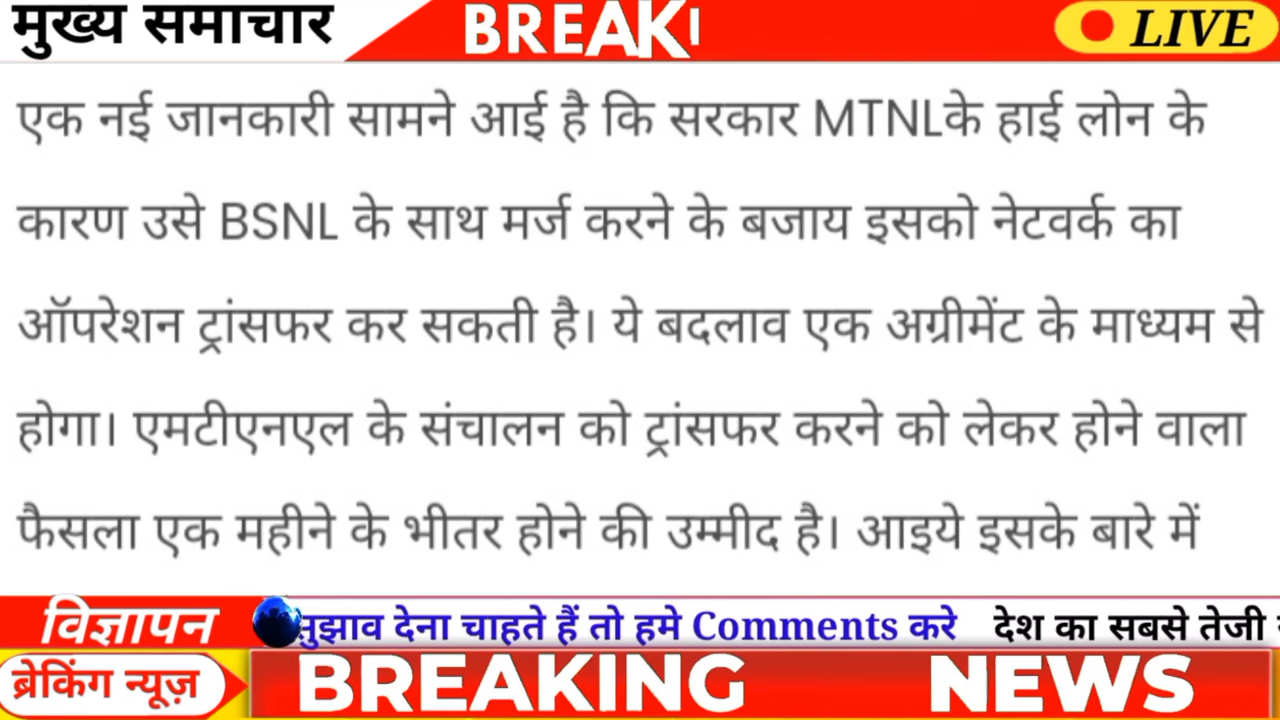 मुख्य समाचार
BREAK
LIVE
एक नई जानकारी सामने आई है कि सरकार MTNLके हाई लोन के
कारण उसे BSNL के साथ मर्ज करने के बजाय इसको नेटवर्क का
ऑपरेशन ट्रांसफर कर सकती है। ये बदलाव एक अग्रीमेंट के माध्यम से
होगा। एमटीएनएल के संचालन को ट्रांसफर करने को लेकर होने वाला
फैसला एक महीने के भीतर होने की उम्मीद है। आइये इसके बारे में
विज्ञापन
देना चाहते हैं तो हमे Comments करे देश का सबसे तेजी
ब्रेकिंग न्यूज़
BREAKING NEWS